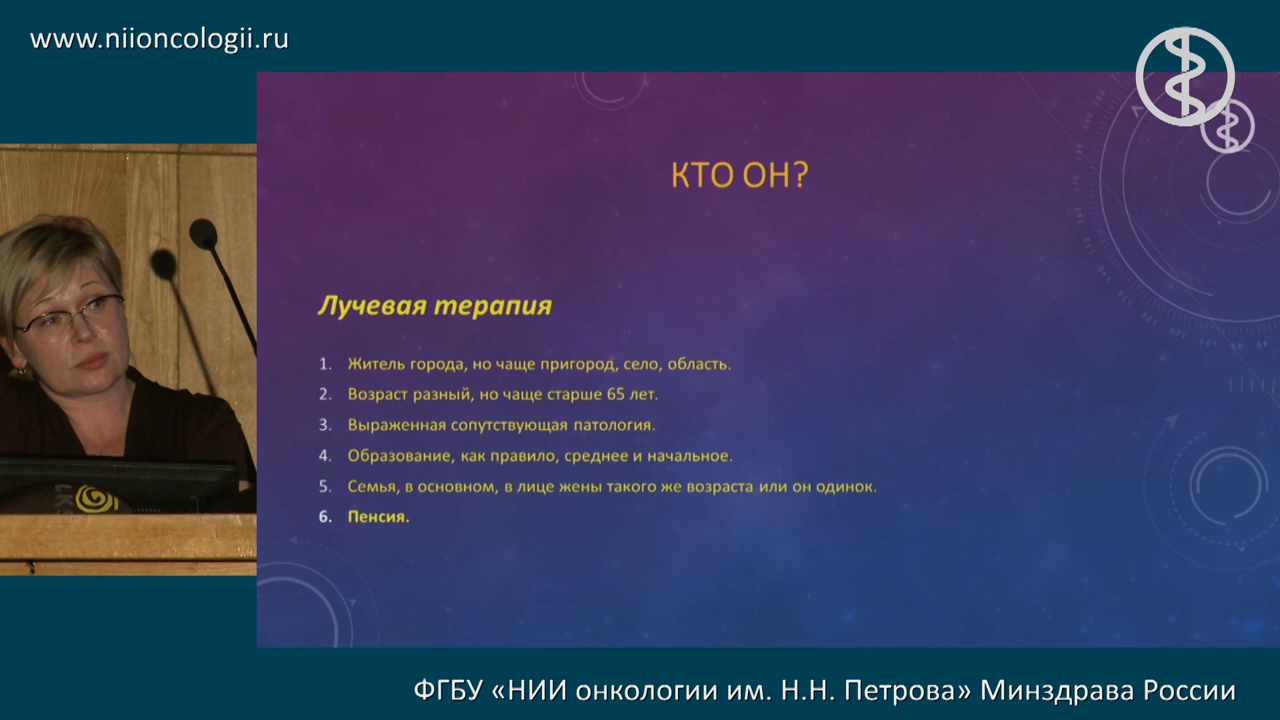 www.niioncologii.ru
КТО ОН?
Лучевая терапия
1. Житель города, но чаще пригород, село, область.
2. Возраст разный, но чаще старше 65 лет.
3. Выраженная сопутствующая патология.
4. Образование, как правило, среднее и начальное.
5. Семья, в основном, в лице жены такого же возраста или он одинок.
6. Пенсия.
ФГБУ «НИИ онкологии им. Н.Н. Петрова» Минздрава России